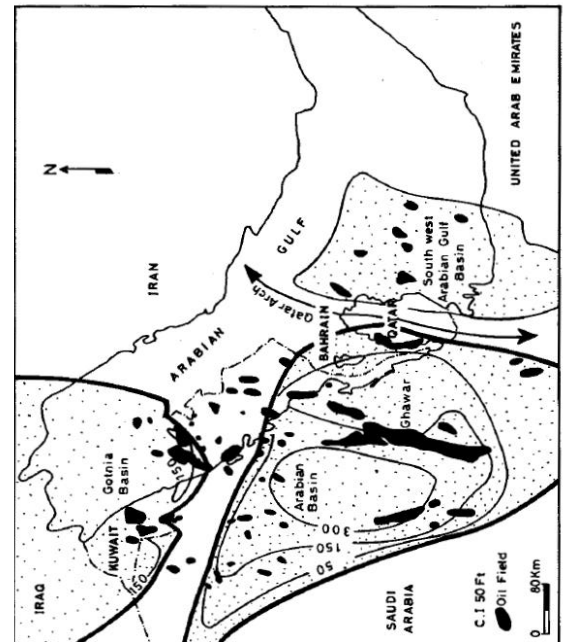 N
IRAN
IRAQ
KUWAIT
Gotnia
Basin
150
150
ARABIAN
GULF
Qatar Arch
BAHRAIN
QATAR
South west
Arabian Gulf
Basin
UNITED ARAB EMIRATES
Ghawar
Arabian
Basin
300
150
50
SAUDI
ARABIA
C.I 50 Ft
Oil Field
0 80Km